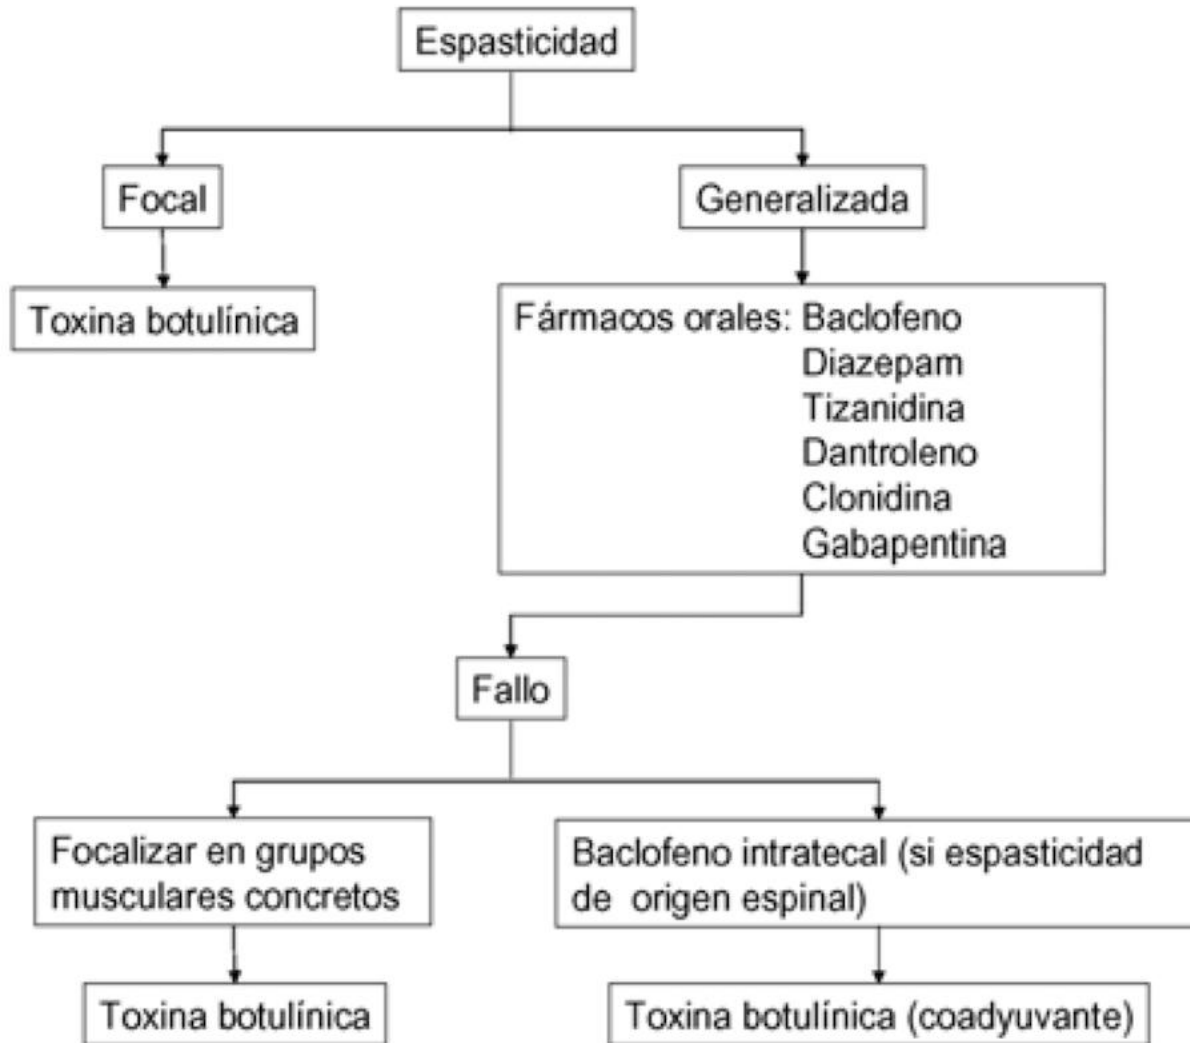 Espasticidad
Focal
Generalizada
Toxina botulínica
Fármacos orales: Baclofeno
Diazepam
Tizanidina
Dantroleno
Clonidina
Gabapentina
Fallo
Focalizar en grupos
musculares concretos
Baclofeno intratecal (si espasticidad
de origen espinal)
Toxina botulínica
Toxina botulínica (coadyuvante)